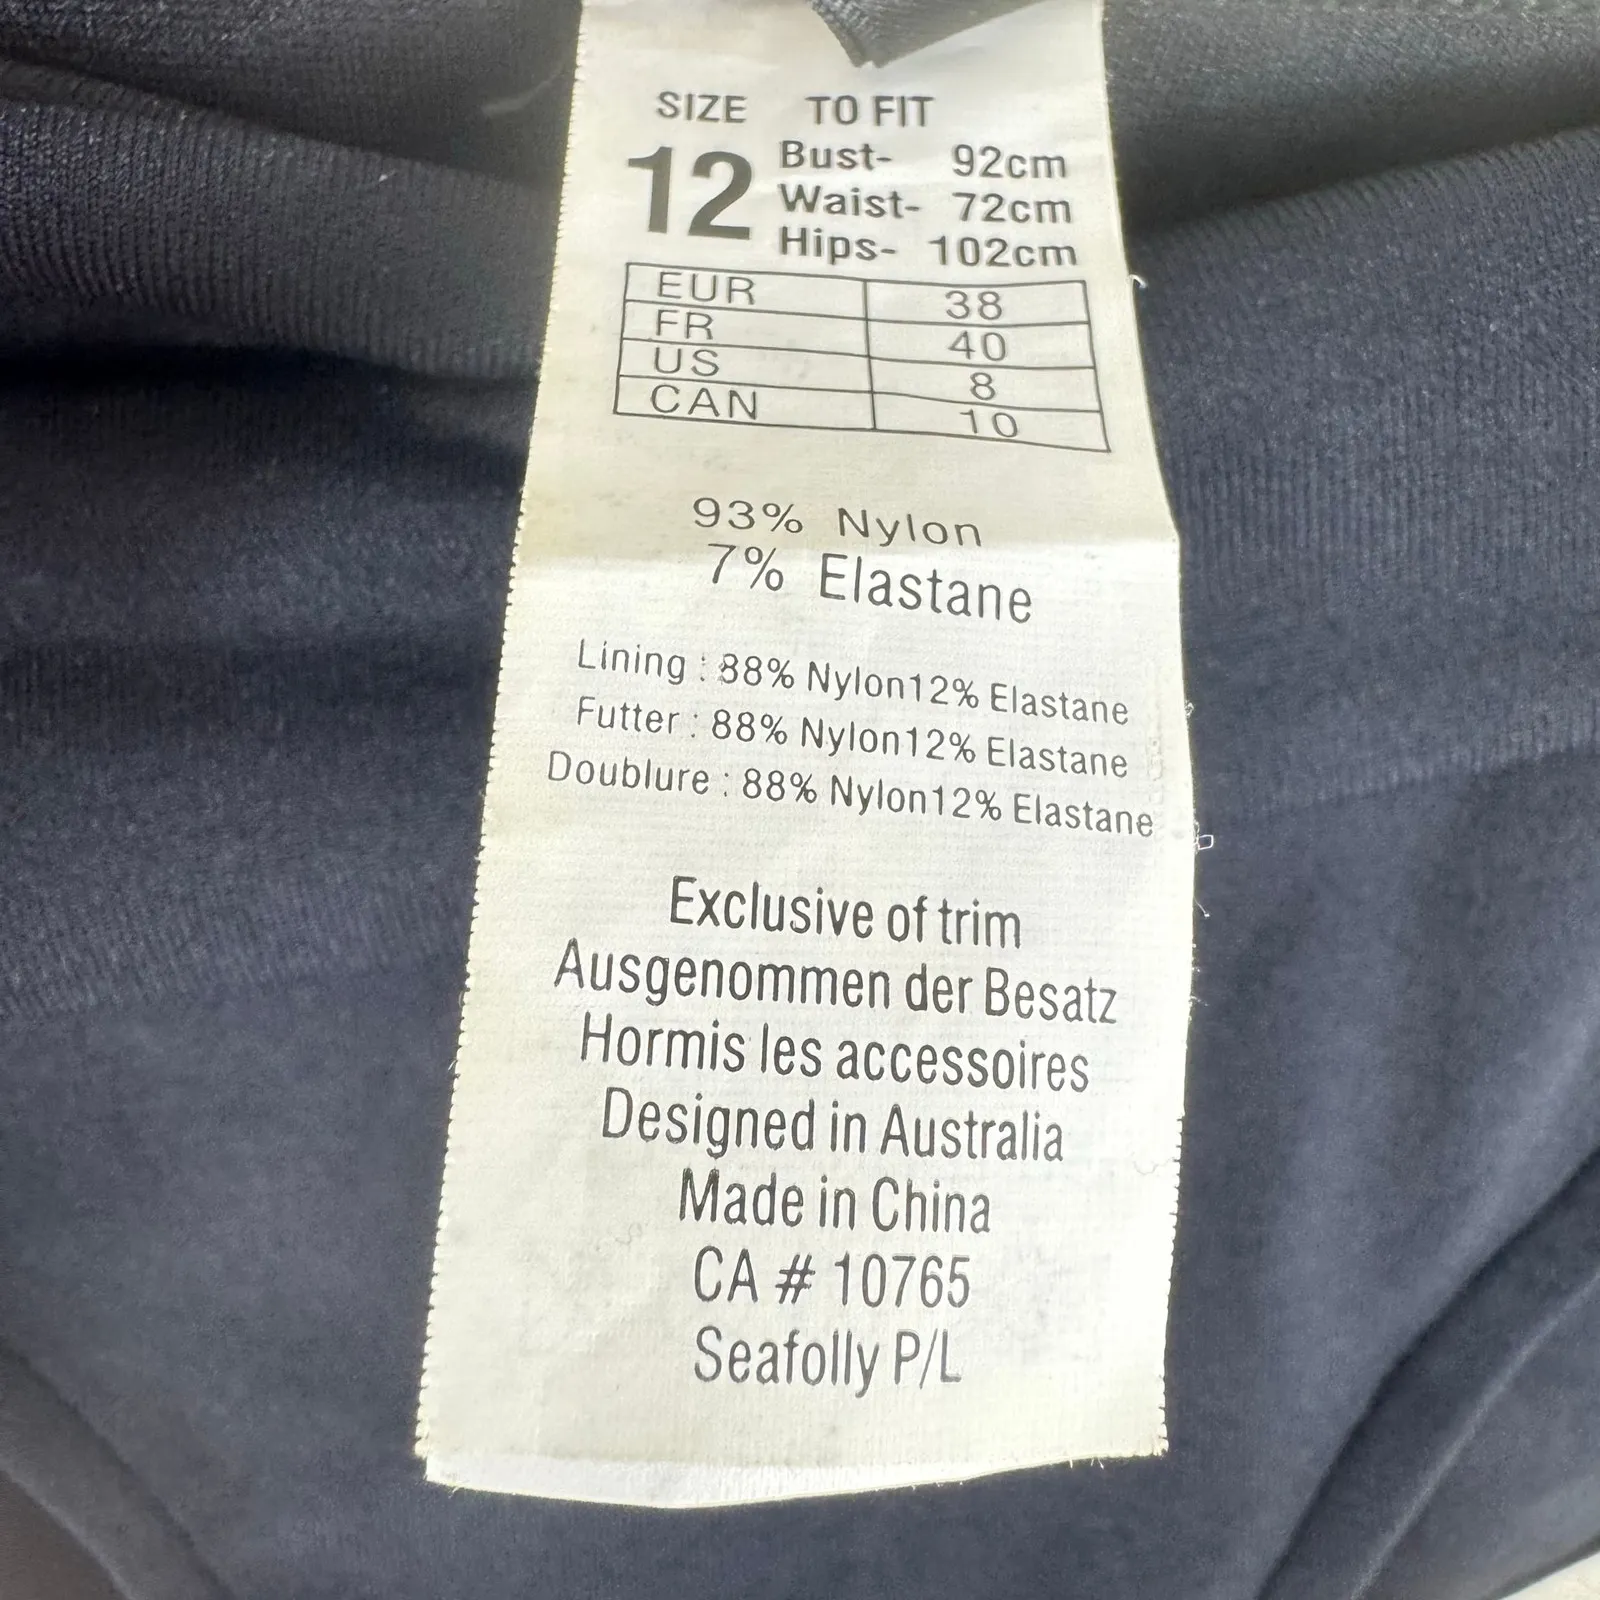 SIZE TO FIT
12 Bust- 92cm
Waist- 72cm
Hips- 102cm
EUR 38
FR 40
US 8
CAN 10
93% Nylon
7% Elastane
Lining : 88% Nylon12% Elastane
Futter : 88% Nylon12% Elastane
Doublure : 88% Nylon12% Elastane
Exclusive of trim
Ausgenommen der Besatz
Hormis les accessoires
Designed in Australia
Made in China
CA # 10765
Seafolly P/L